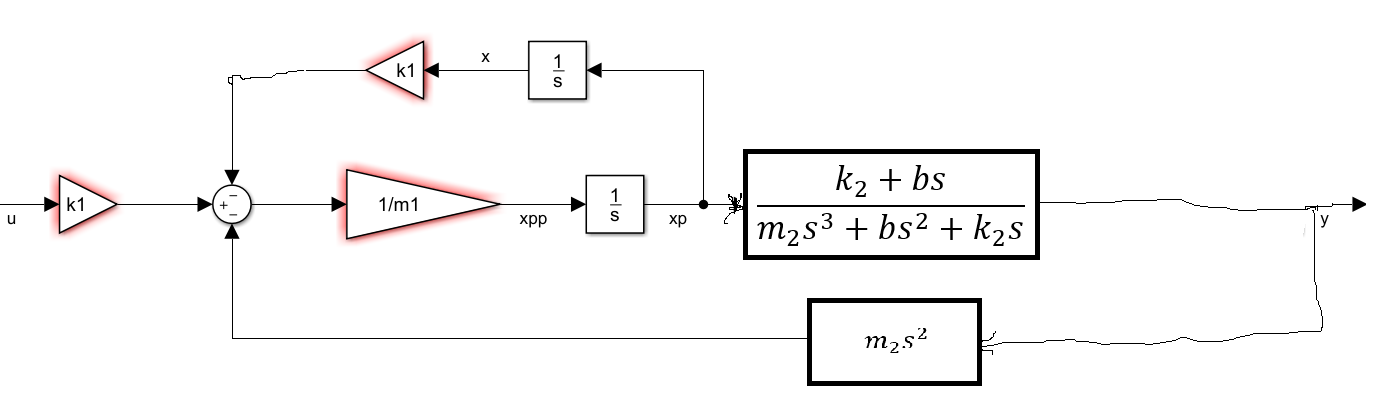 k1
x
1
s
u
k1
+
−
−
1/m1
xpp
1
s
xp
k₂ + bs
m₂s³ + bs² + k₂s
y
m₂s²